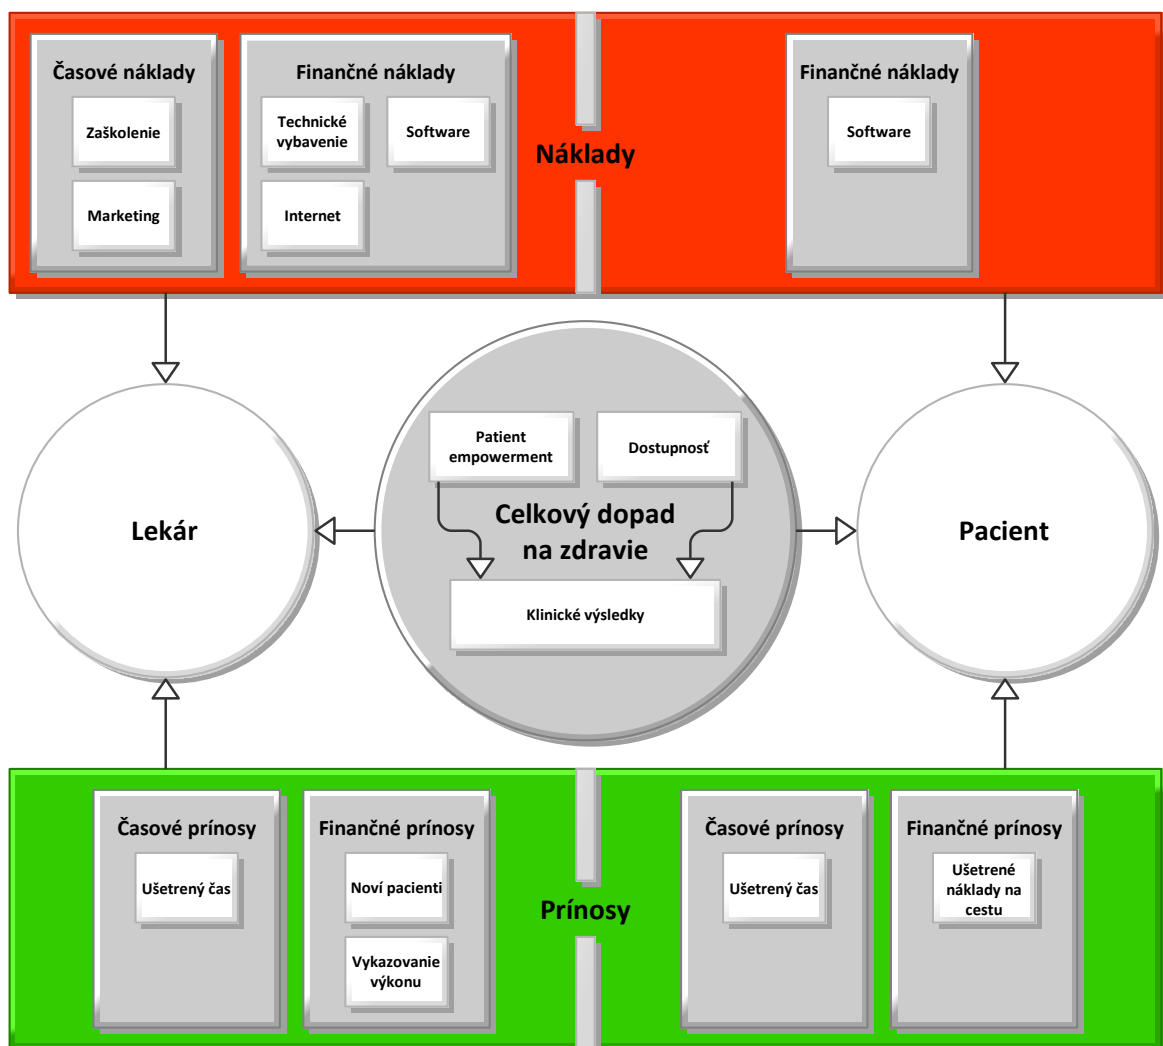 Časové náklady
Zaškolenie
Marketing
Finančné náklady
Technické
vybavenie
Software
Internet
Náklady
Finančné náklady
Software
Lekár
Patient
empowerment
Dostupnosť
Celkový dopad
na zdravie
Klinické výsledky
Pacient
Časové prínosy
Ušetrený čas
Finančné prínosy
Noví pacienti
Vykazovanie
výkonu
Prínosy
Časové prínosy
Ušetrený čas
Finančné prínosy
Ušetrené
náklady na
cestu